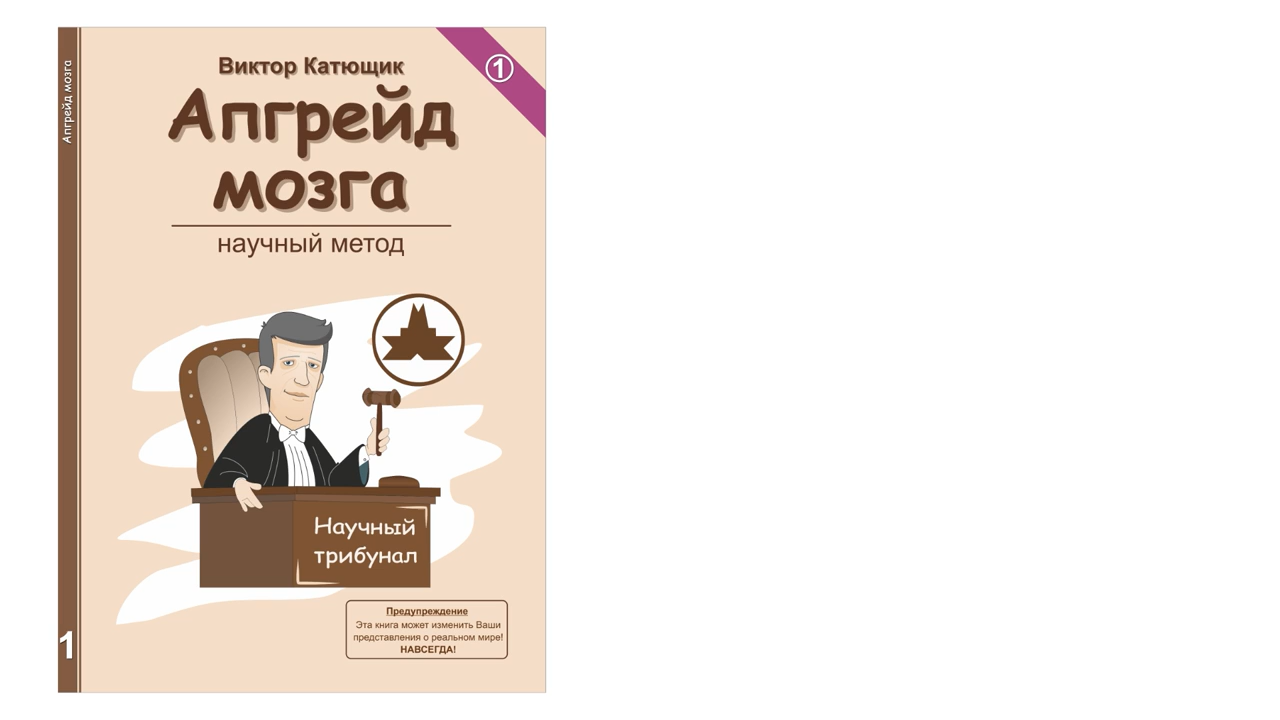 Апгрейд мозга
1
Виктор Катющик
1
Апгрейд
мозга
научный метод
Научный
трибунал
Предупреждение
Эта книга может изменить Ваши
представления о реальном мире!
НАВСЕГДА!